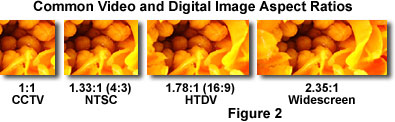 Common Video and Digital Image Aspect Ratios
1:1 1.33:1 (4:3) 1.78:1 (16:9) 2.35:1
CCTV NTSC HTDV Widescreen
Figure 2